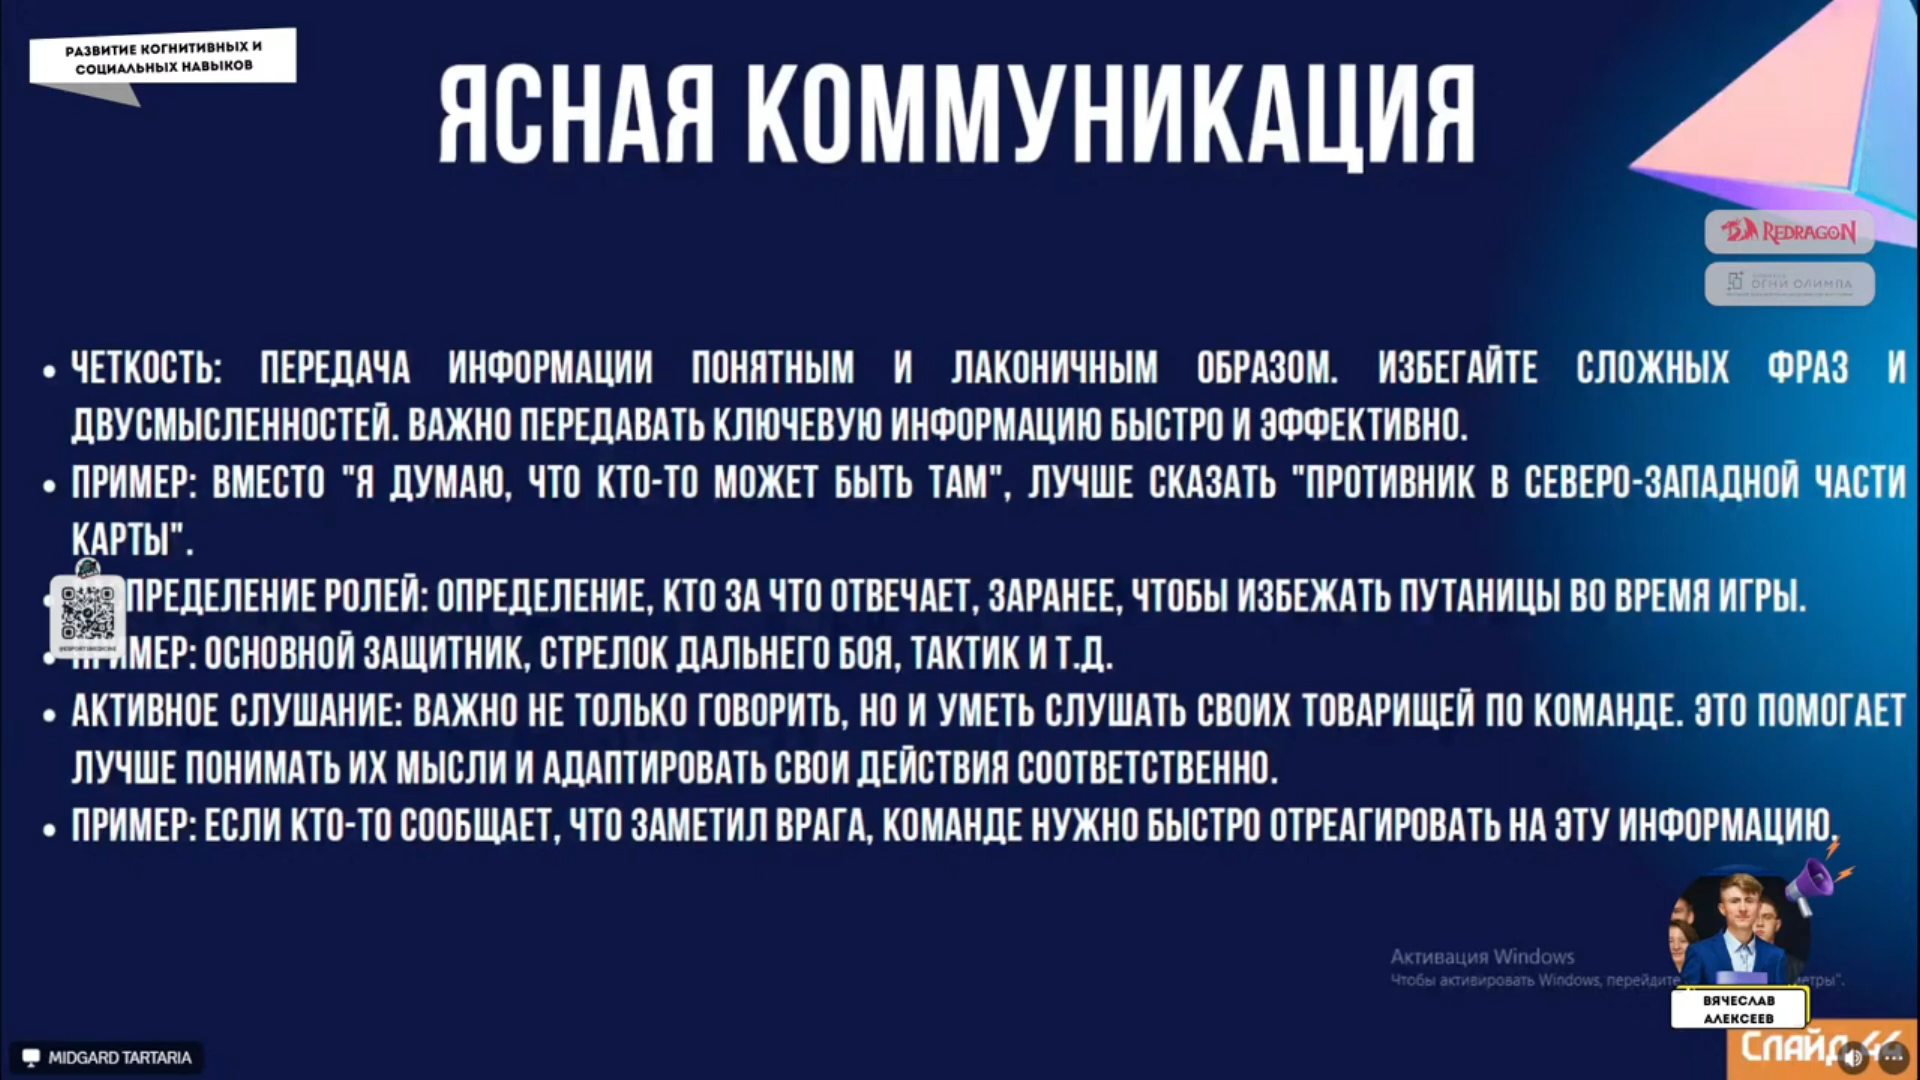 РАЗВИТИЕ КОГНИТИВНЫХ И
СОЦИАЛЬНЫХ НАВЫКОВ
ЯСНАЯ КОММУНИКАЦИЯ
REDRAGON
ОГНИ ОЛИМПА
• ЧЕТКОСТЬ: ПЕРЕДАЧА ИНФОРМАЦИИ ПОНЯТНЫМ И ЛАКОНИЧНЫМ ОБРАЗОМ. ИЗБЕГАЙТЕ СЛОЖНЫХ ФРАЗ И
ДВУСМЫСЛЕННОСТЕЙ. ВАЖНО ПЕРЕДАВАТЬ КЛЮЧЕВУЮ ИНФОРМАЦИЮ БЫСТРО И ЭФФЕКТИВНО.
• ПРИМЕР: ВМЕСТО "Я ДУМАЮ, ЧТО КТО-ТО МОЖЕТ БЫТЬ ТАМ", ЛУЧШЕ СКАЗАТЬ "ПРОТИВНИК В СЕВЕРО-ЗАПАДНОЙ ЧАСТИ
КАРТЫ".
ПРЕДЕЛЕНИЕ РОЛЕЙ: ОПРЕДЕЛЕНИЕ, КТО ЗА ЧТО ОТВЕЧАЕТ, ЗАРАНЕЕ, ЧТОБЫ ИЗБЕЖАТЬ ПУТАНИЦЫ ВО ВРЕМЯ ИГРЫ.
• ПРИМЕР: ОСНОВНОЙ ЗАЩИТНИК, СТРЕЛОК ДАЛЬНЕГО БОЯ, ТАКТИК И Т.Д.
• АКТИВНОЕ СЛУШАНИЕ: ВАЖНО НЕ ТОЛЬКО ГОВОРИТЬ, НО И УМЕТЬ СЛУШАТЬ СВОИХ ТОВАРИЩЕЙ ПО КОМАНДЕ. ЭТО ПОМОГАЕТ
ЛУЧШЕ ПОНИМАТЬ ИХ МЫСЛИ И АДАПТИРОВАТЬ СВОИ ДЕЙСТВИЯ СООТВЕТСТВЕННО.
• ПРИМЕР: ЕСЛИ КТО-ТО СООБЩАЕТ, ЧТО ЗАМЕТИЛ ВРАГА, КОМАНДЕ НУЖНО БЫСТРО ОТРЕАГИРОВАТЬ НА ЭТУ ИНФОРМАЦИЮ.
Активация Windows
Чтобы активировать Windows, перейдите
ВЯЧЕСЛАВ
АЛЕКСЕЕВ
Слайд
MIDGARD TARTARIA